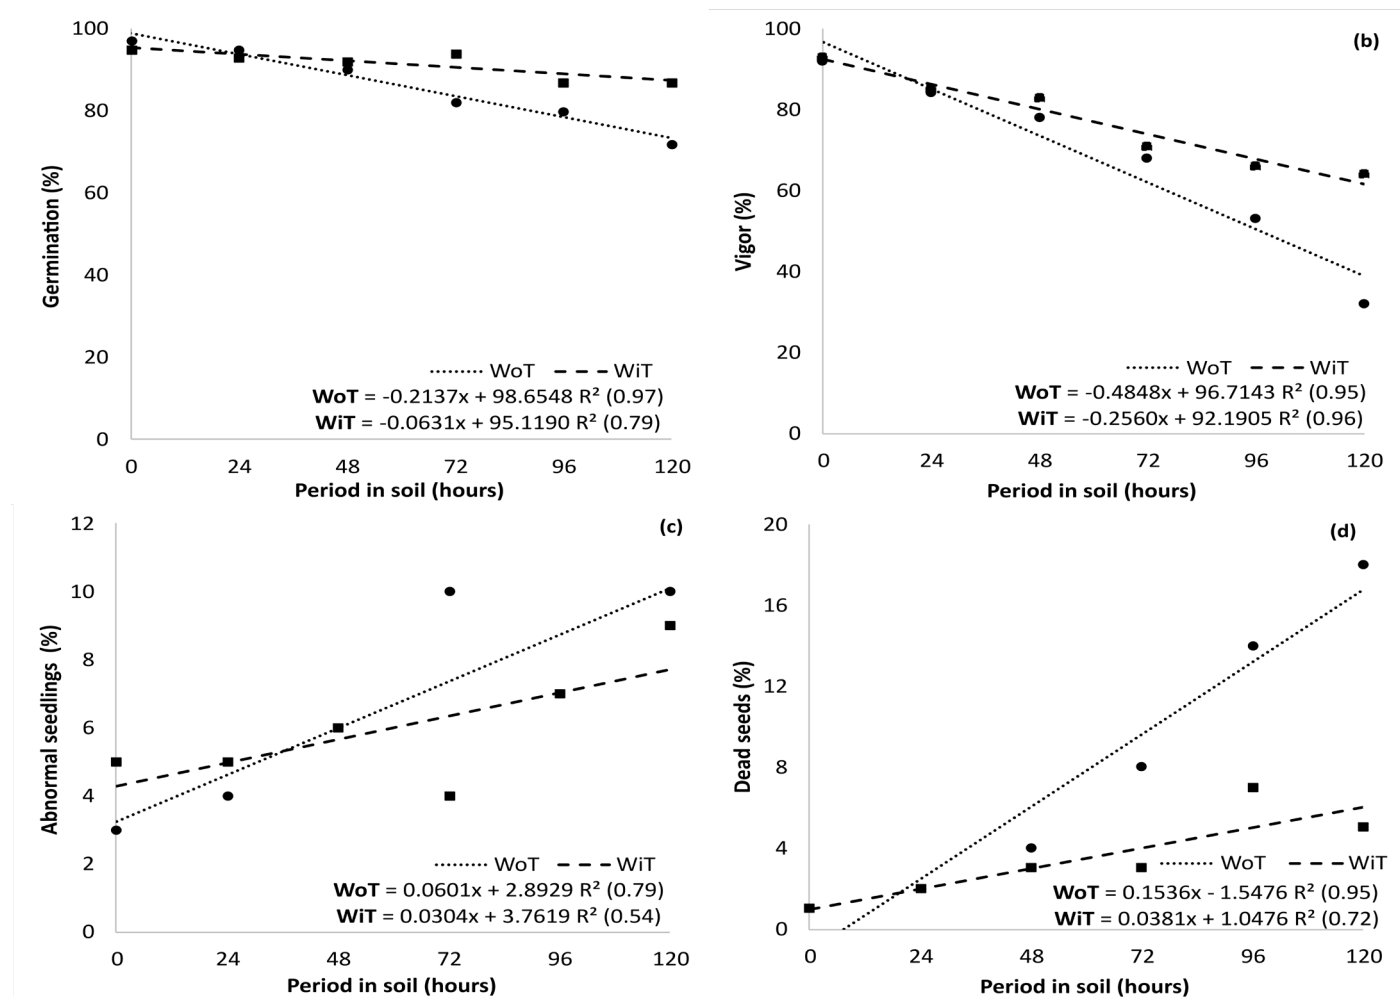 100
80
60
40
20
0
Germination (%)
WoT WiT
WoT = -0.2137x + 98.6548 R² (0.97)
WiT = -0.0631x + 95.1190 R² (0.79)
0 24 48 72 96 120
Period in soil (hours)
(b)
100
80
60
40
20
0
Vigor (%)
WoT WiT
WoT = -0.4848x + 96.7143 R² (0.95)
WiT = -0.2560x + 92.1905 R² (0.96)
0 24 48 72 96 120
Period in soil (hours)
(c)
12
10
8
6
4
2
0
Abnormal seedlings (%)
WoT WiT
WoT = 0.0601x + 2.8929 R² (0.79)
WiT = 0.0304x + 3.7619 R² (0.54)
0 24 48 72 96 120
Period in soil (hours)
(d)
20
16
12
8
4
0
Dead seeds (%)
WoT WiT
WoT = 0.1536x - 1.5476 R² (0.95)
WiT = 0.0381x + 1.0476 R² (0.72)
0 24 48 72 96 120
Period in soil (hours)